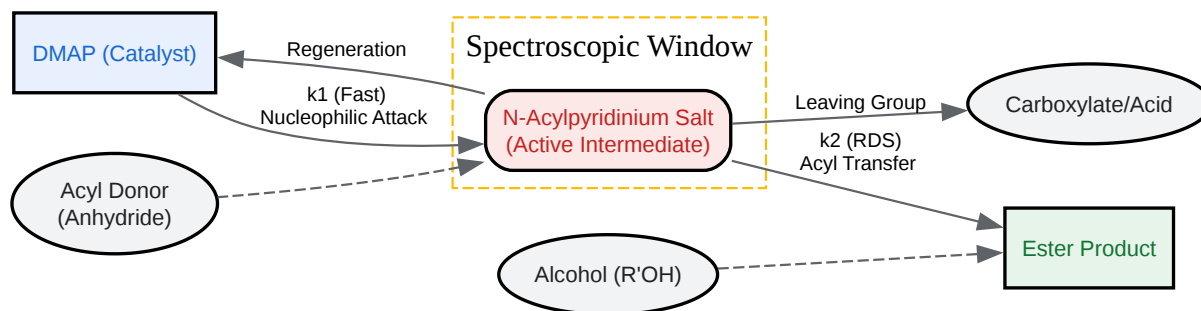 DMAP (Catalyst)
Regeneration
k1 (Fast)
Nucleophilic Attack
Spectroscopic Window
N-Acylpyridinium Salt
(Active Intermediate)
Leaving Group
k2 (RDS)
Acyl Transfer
Carboxylate/Acid
Acyl Donor
(Anhydride)
Alcohol (R'OH)
Ester Product